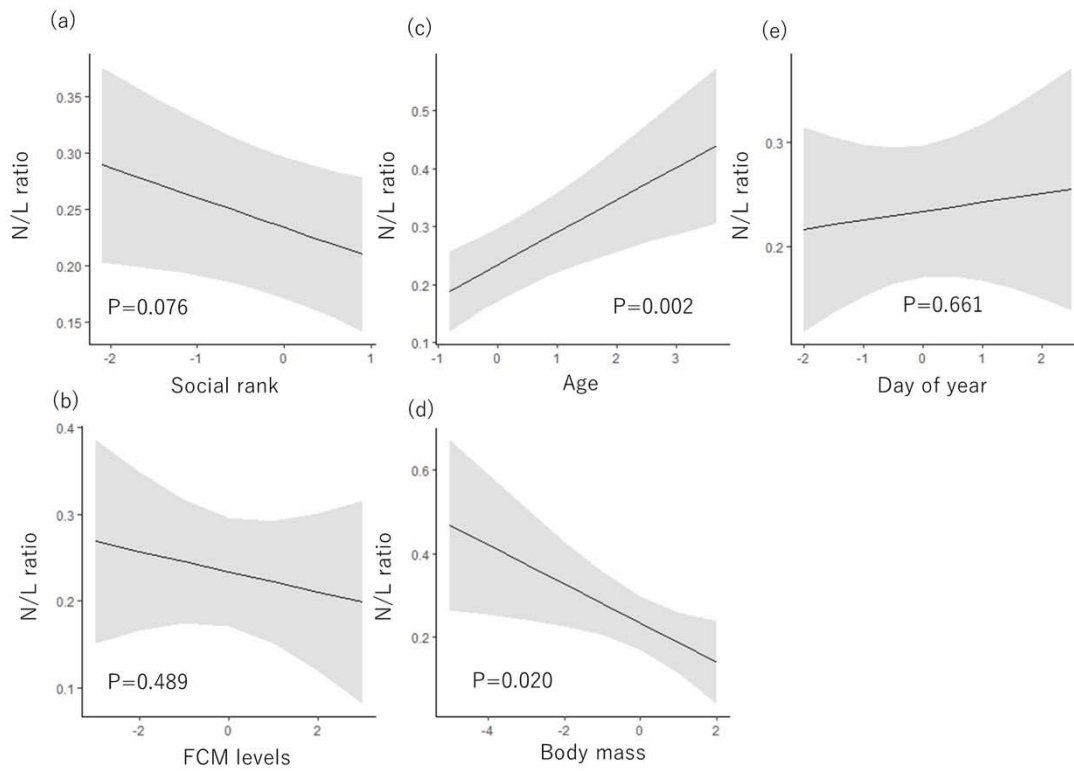 (a)
N/L ratio
0.35
0.30
0.25
0.20
0.15
P=0.076
-2 -1 0 1
Social rank
(c)
N/L ratio
0.5
0.4
0.3
0.2
0.1
P=0.002
-1 0 1 2 3
Age
(e)
N/L ratio
0.3
0.2
P=0.661
-2 -1 0 1 2
Day of year
(b)
N/L ratio
0.4
0.3
0.2
0.1
P=0.489
-2 0 2
FCM levels
(d)
N/L ratio
0.6
0.4
0.2
P=0.020
-4 -2 0 2
Body mass